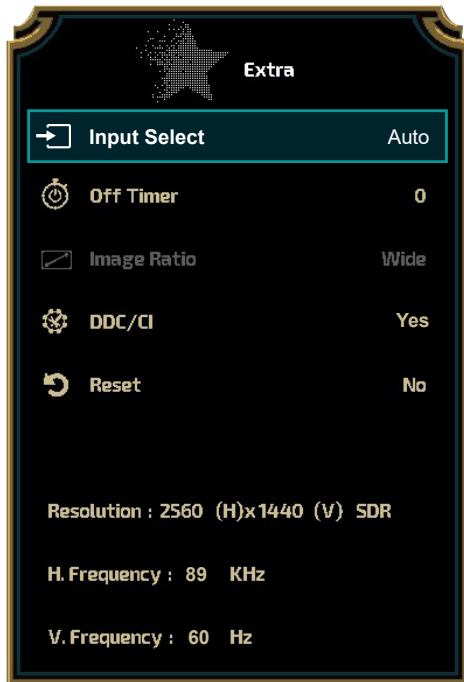 Extra
Input Select Auto
Off Timer 0
Image Ratio Wide
DDC/CI Yes
Reset No
Resolution : 2560 (H)x1440 (V) SDR
H. Frequency : 89 KHz
V. Frequency : 60 Hz